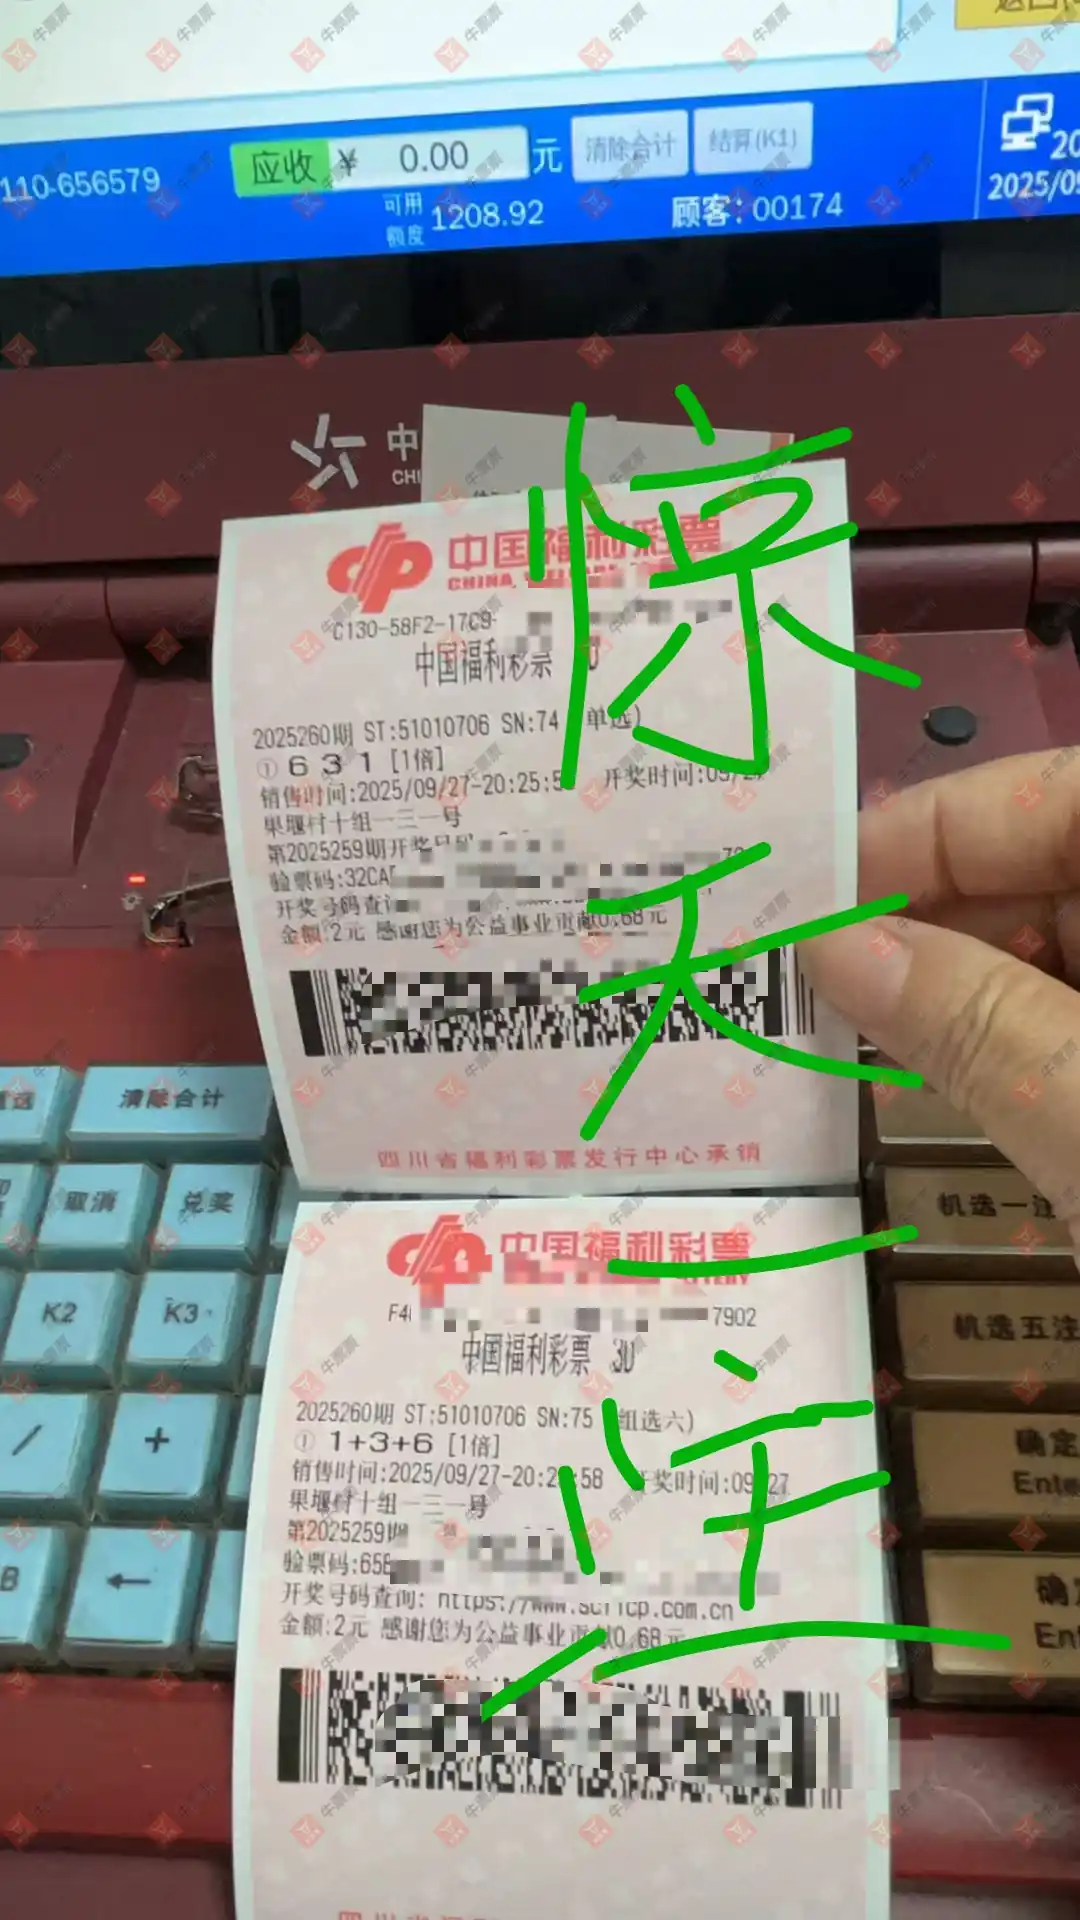 110-656579
应收 ¥ 0.00 元
清除合计
结算(K1)
可用额度 1208.92
顾客:00174
2025/09
中
CHI
中国福利彩票
CHINA
C130-58F2-17C9-
中国福利彩票
2025260期 ST:51010706 SN:74 单选)
① 6 3 1 [1倍]
销售时间:2025/09/27-20:25:5 开奖时间:09/27
果堰村十组一三一号
第2025259期开奖号码
验票码:32CA
开奖号码查
金额:2元 感谢您为公益事业贡献0.68元
四川省福利彩票发行中心承销
惊天
一注
中国福利彩票
F4 7902
中国福利彩票 3D
2025260期 ST:51010706 SN:75 组选六)
① 1+3+6 [1倍]
销售时间:2025/09/27-20:2 :58 开奖时间:09 27
果堰村十组一三一号
第2025259期
验票码:658
开奖号码查询: https://www.scflcp.com.cn
金额:2元 感谢您为公益事业贡献0.68元
清除合计
取消
兑奖
K2
K3
/
+
B
←
机选一注
机选五注
确定
Ente
确定
Ent
牛票票